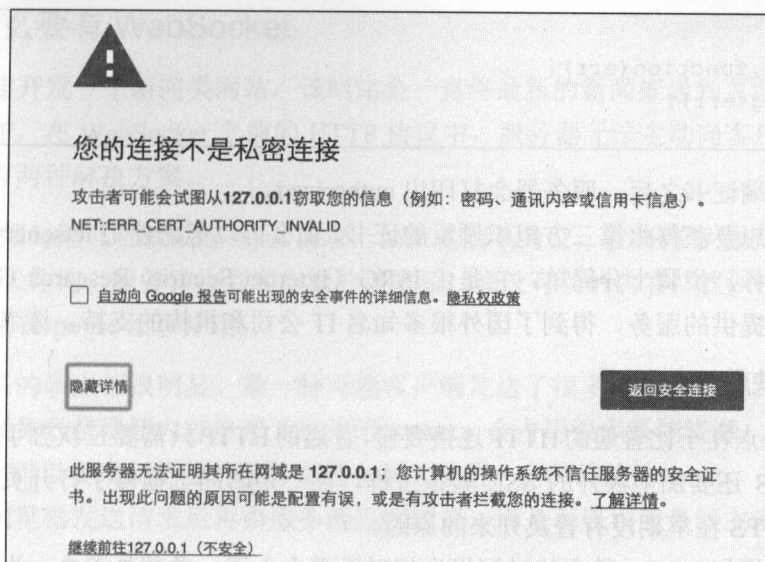 您的连接不是私密连接
攻击者可能会试图从127.0.0.1窃取您的信息（例如：密码、通讯内容或信用卡信息）。
NET::ERR_CERT_AUTHORITY_INVALID
自动向 Google 报告可能出现的安全事件的详细信息。隐私权政策
隐藏详情
返回安全连接
此服务器无法证明其所在网域是 127.0.0.1；您计算机的操作系统不信任服务器的安全证
书。出现此问题的原因可能是配置有误，或是有攻击者拦截您的连接。了解详情。
继续前往127.0.0.1（不安全）